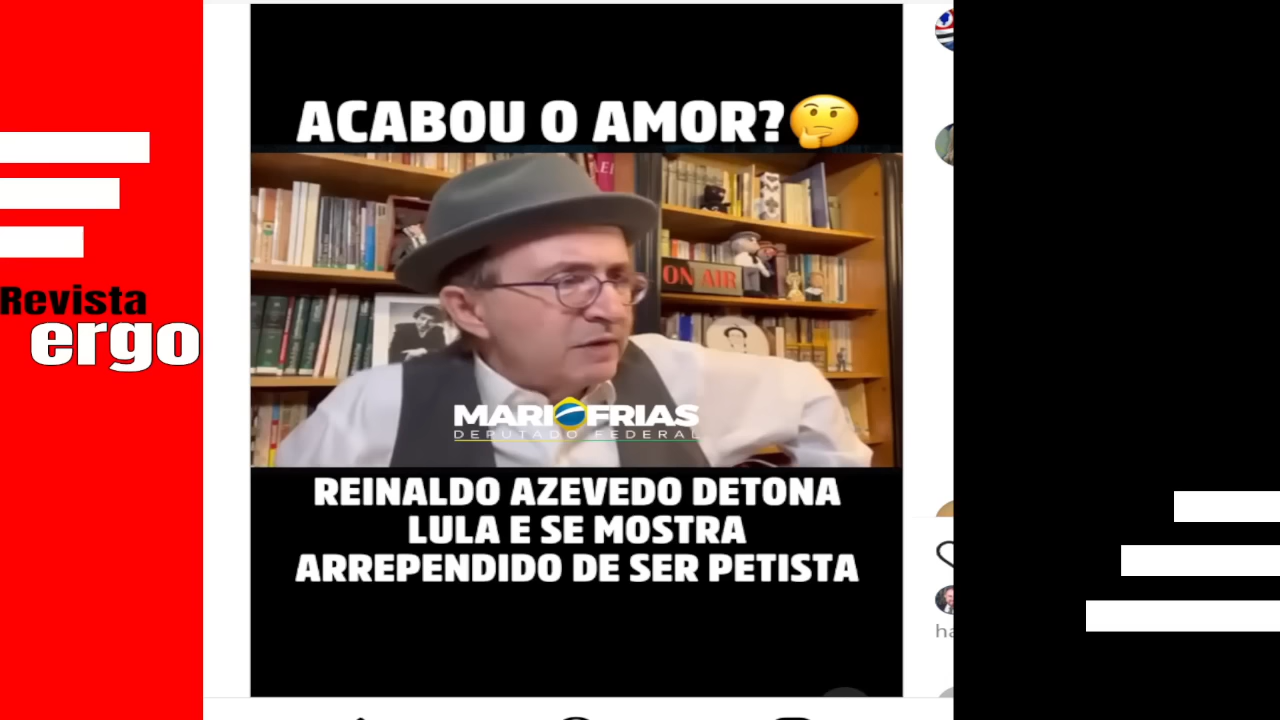 ACABOU O AMOR?
LEI
ON AIR
Revista
ergo
MARIO FRIAS
DEPUTADO FEDERAL
REINALDO AZEVEDO DETONA
LULA E SE MOSTRA
ARREPENDIDO DE SER PETISTA